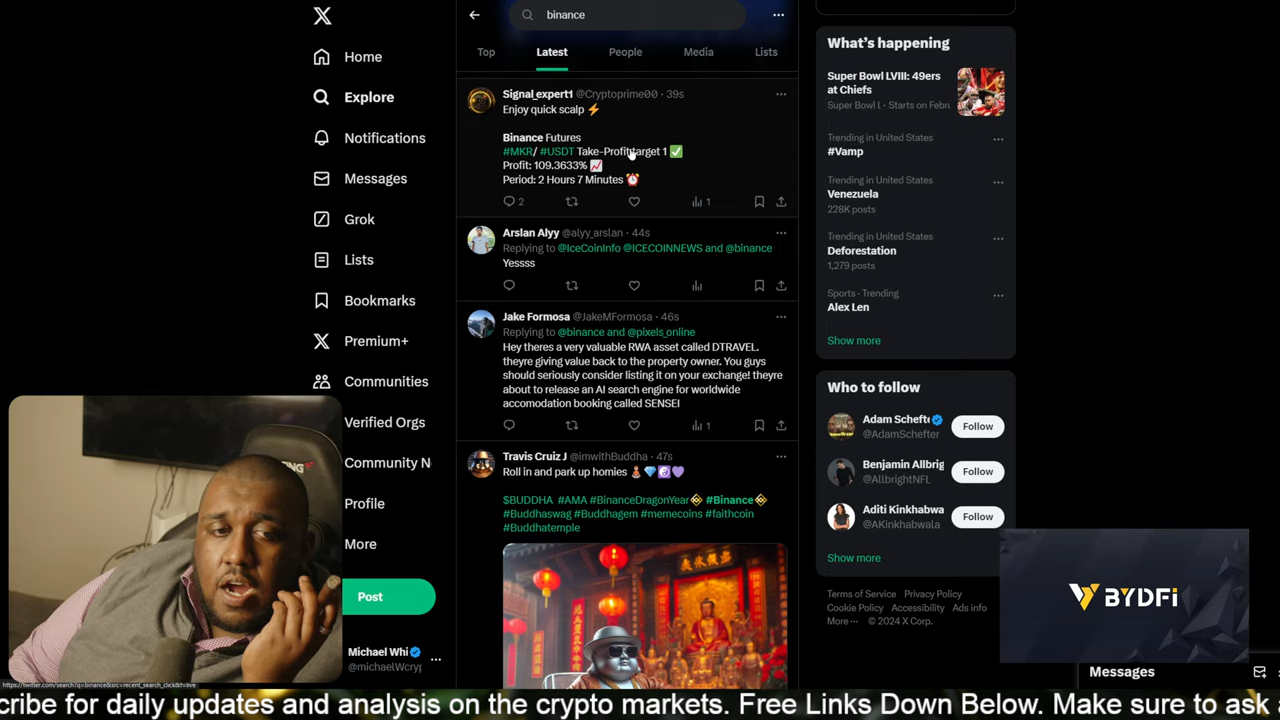 Home
Explore
Notifications
Messages
Grok
Lists
Bookmarks
Premium+
Communities
Verified Orgs
Community N
Profile
More
Post
Michael Whi
@michaelWcryp
https://twitter.com/search?q=binance&src=recent_search_click&f=live
binance
Top
Latest
People
Media
Lists
Signal_expert1 @Cryptoprime00 · 39s
Enjoy quick scalp ⚡
Binance Futures
#MKR/ #USDT Take-Profit target 1 ✅
Profit: 109.3633% 📈
Period: 2 Hours 7 Minutes ⏰
2
1
Arslan Alyy @alyy_arslan · 44s
Replying to @IceCoinInfo @ICECOINNEWS and @binance
Yessss
Jake Formosa @JakeMFormosa · 46s
Replying to @binance and @pixels_online
Hey theres a very valuable RWA asset called DTRAVEL.
theyre giving value back to the property owner. You guys
should seriously consider listing it on your exchange! theyre
about to release an AI search engine for worldwide
accomodation booking called SENSEI
1
Travis Cruiz J @imwithBuddha · 47s
Roll in and park up homies
$BUDDHA #AMA #BinanceDragonYear #Binance
#Buddhaswag #Buddhagem #memecoins #faithcoin
#Buddhatemple
What's happening
Super Bowl LVIII: 49ers
at Chiefs
Super Bowl L · Starts on Febru
Trending in United States
#Vamp
Trending in United States
Venezuela
228K posts
Trending in United States
Deforestation
1,279 posts
Sports · Trending
Alex Len
Show more
Who to follow
Adam Schefte
@AdamSchefter
Follow
Benjamin Allbrig
@AllbrightNFL
Follow
Aditi Kinkhabwa
@AKinkhabwala
Follow
Show more
Terms of Service Privacy Policy
Cookie Policy Accessibility Ads info
More ··· © 2024 X Corp.
BYDFi
Messages
cribe for daily updates and analysis on the crypto markets. Free Links Down Below. Make sure to ask a